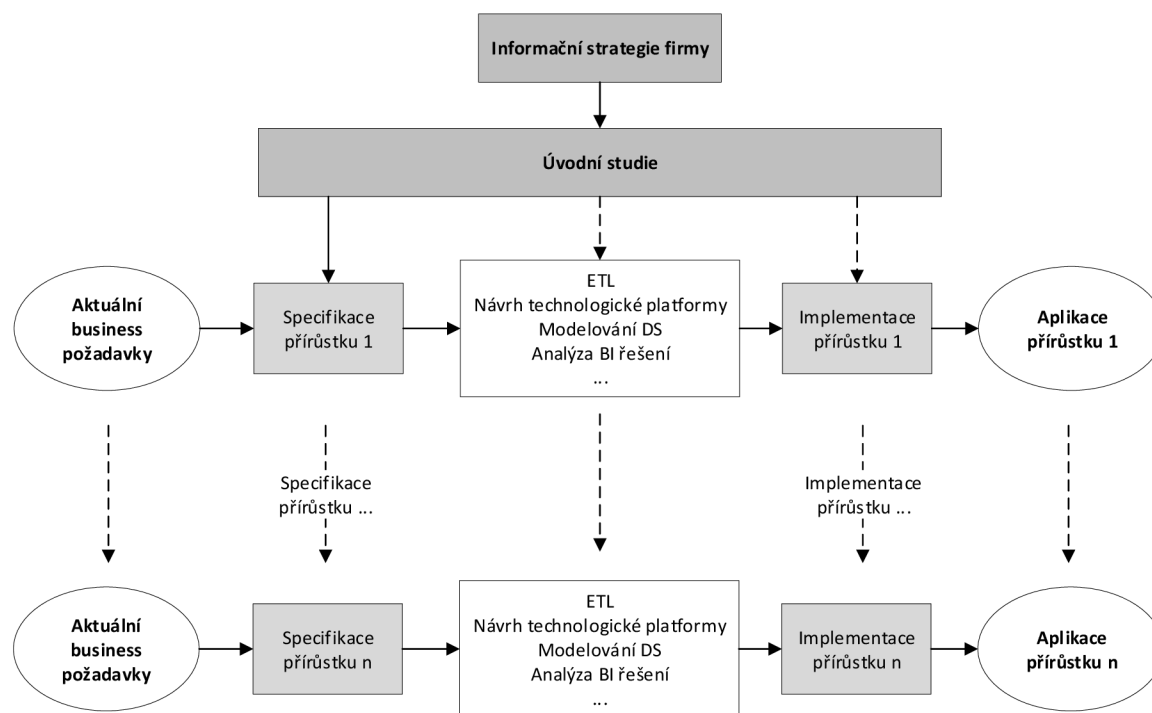 Informační strategie firmy
Úvodní studie
Aktuální
business
požadavky
Specifikace
přírůstku 1
ETL
Návrh technologické platformy
Modelování DS
Analýza BI řešení
...
Implementace
přírůstku 1
Aplikace
přírůstku 1
Specifikace
přírůstku ...
Implementace
přírůstku ...
Aktuální
business
požadavky
Specifikace
přírůstku n
ETL
Návrh technologické platformy
Modelování DS
Analýza BI řešení
...
Implementace
přírůstku n
Aplikace
přírůstku n